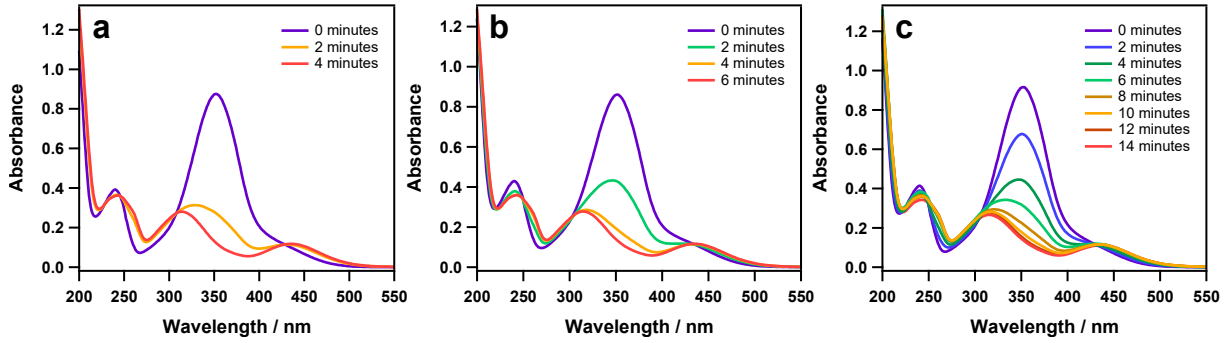 a
0 minutes
2 minutes
4 minutes
Absorbance
1.2
1.0
0.8
0.6
0.4
0.2
0.0
200 250 300 350 400 450 500 550
Wavelength / nm
b
0 minutes
2 minutes
4 minutes
6 minutes
Absorbance
1.2
1.0
0.8
0.6
0.4
0.2
0.0
200 250 300 350 400 450 500 550
Wavelength / nm
c
0 minutes
2 minutes
4 minutes
6 minutes
8 minutes
10 minutes
12 minutes
14 minutes
Absorbance
1.2
1.0
0.8
0.6
0.4
0.2
0.0
200 250 300 350 400 450 500 550
Wavelength / nm